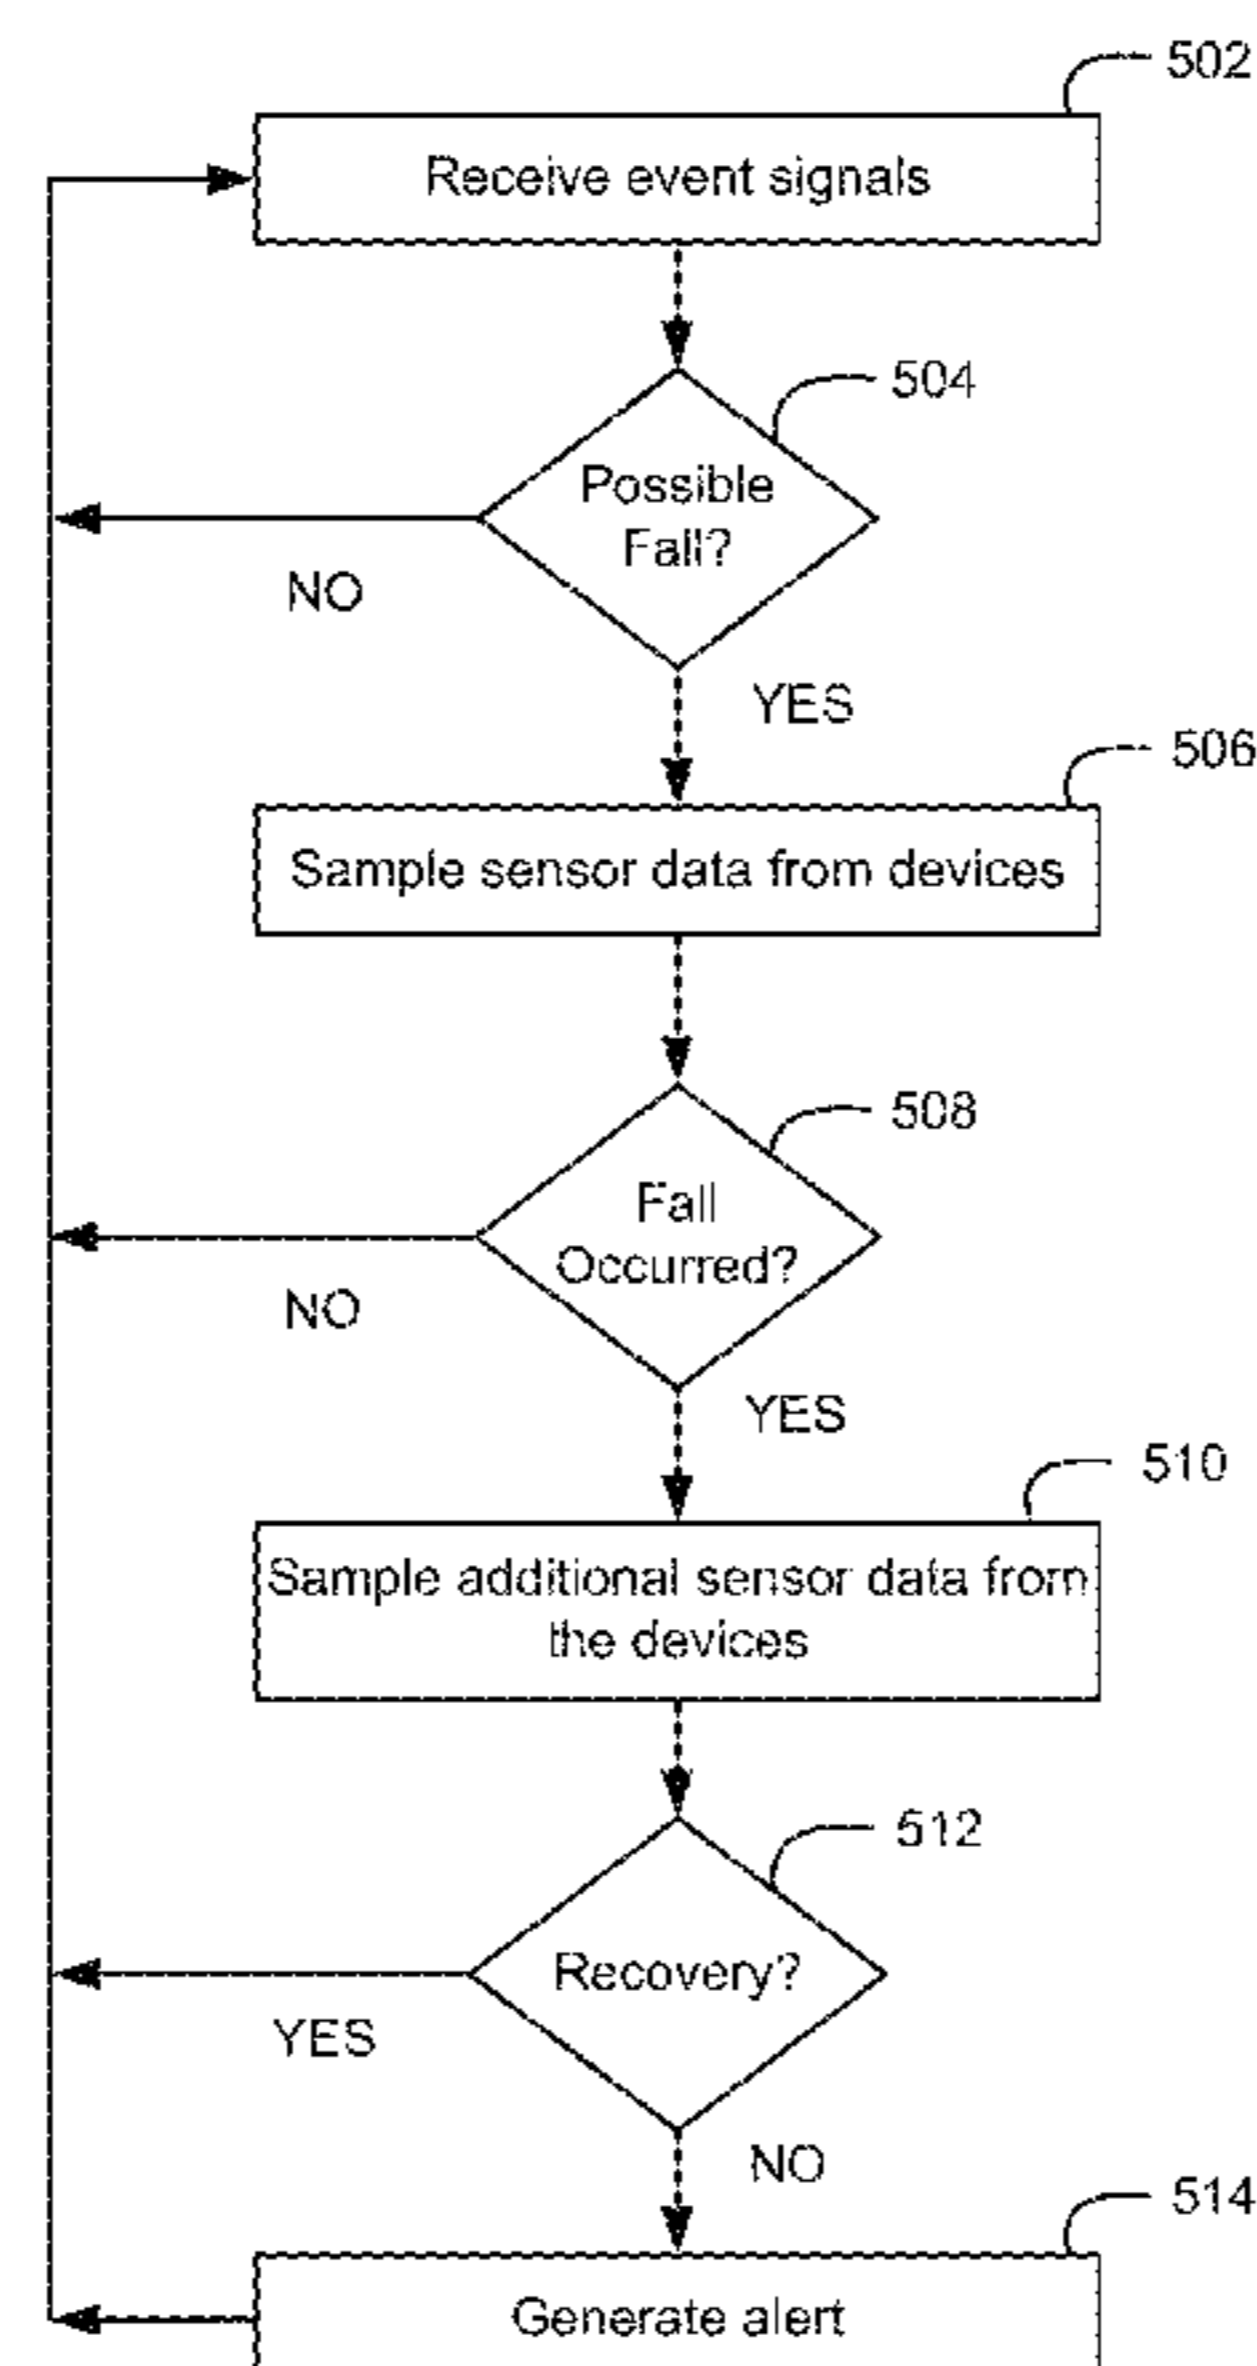 502
Receive event signals
504
Possible
Fall?
NO
YES
506
Sample sensor data from devices
508
Fall
Occurred?
NO
YES
510
Sample additional sensor data from
the devices
512
Recovery?
YES
NO
514
Generate alert